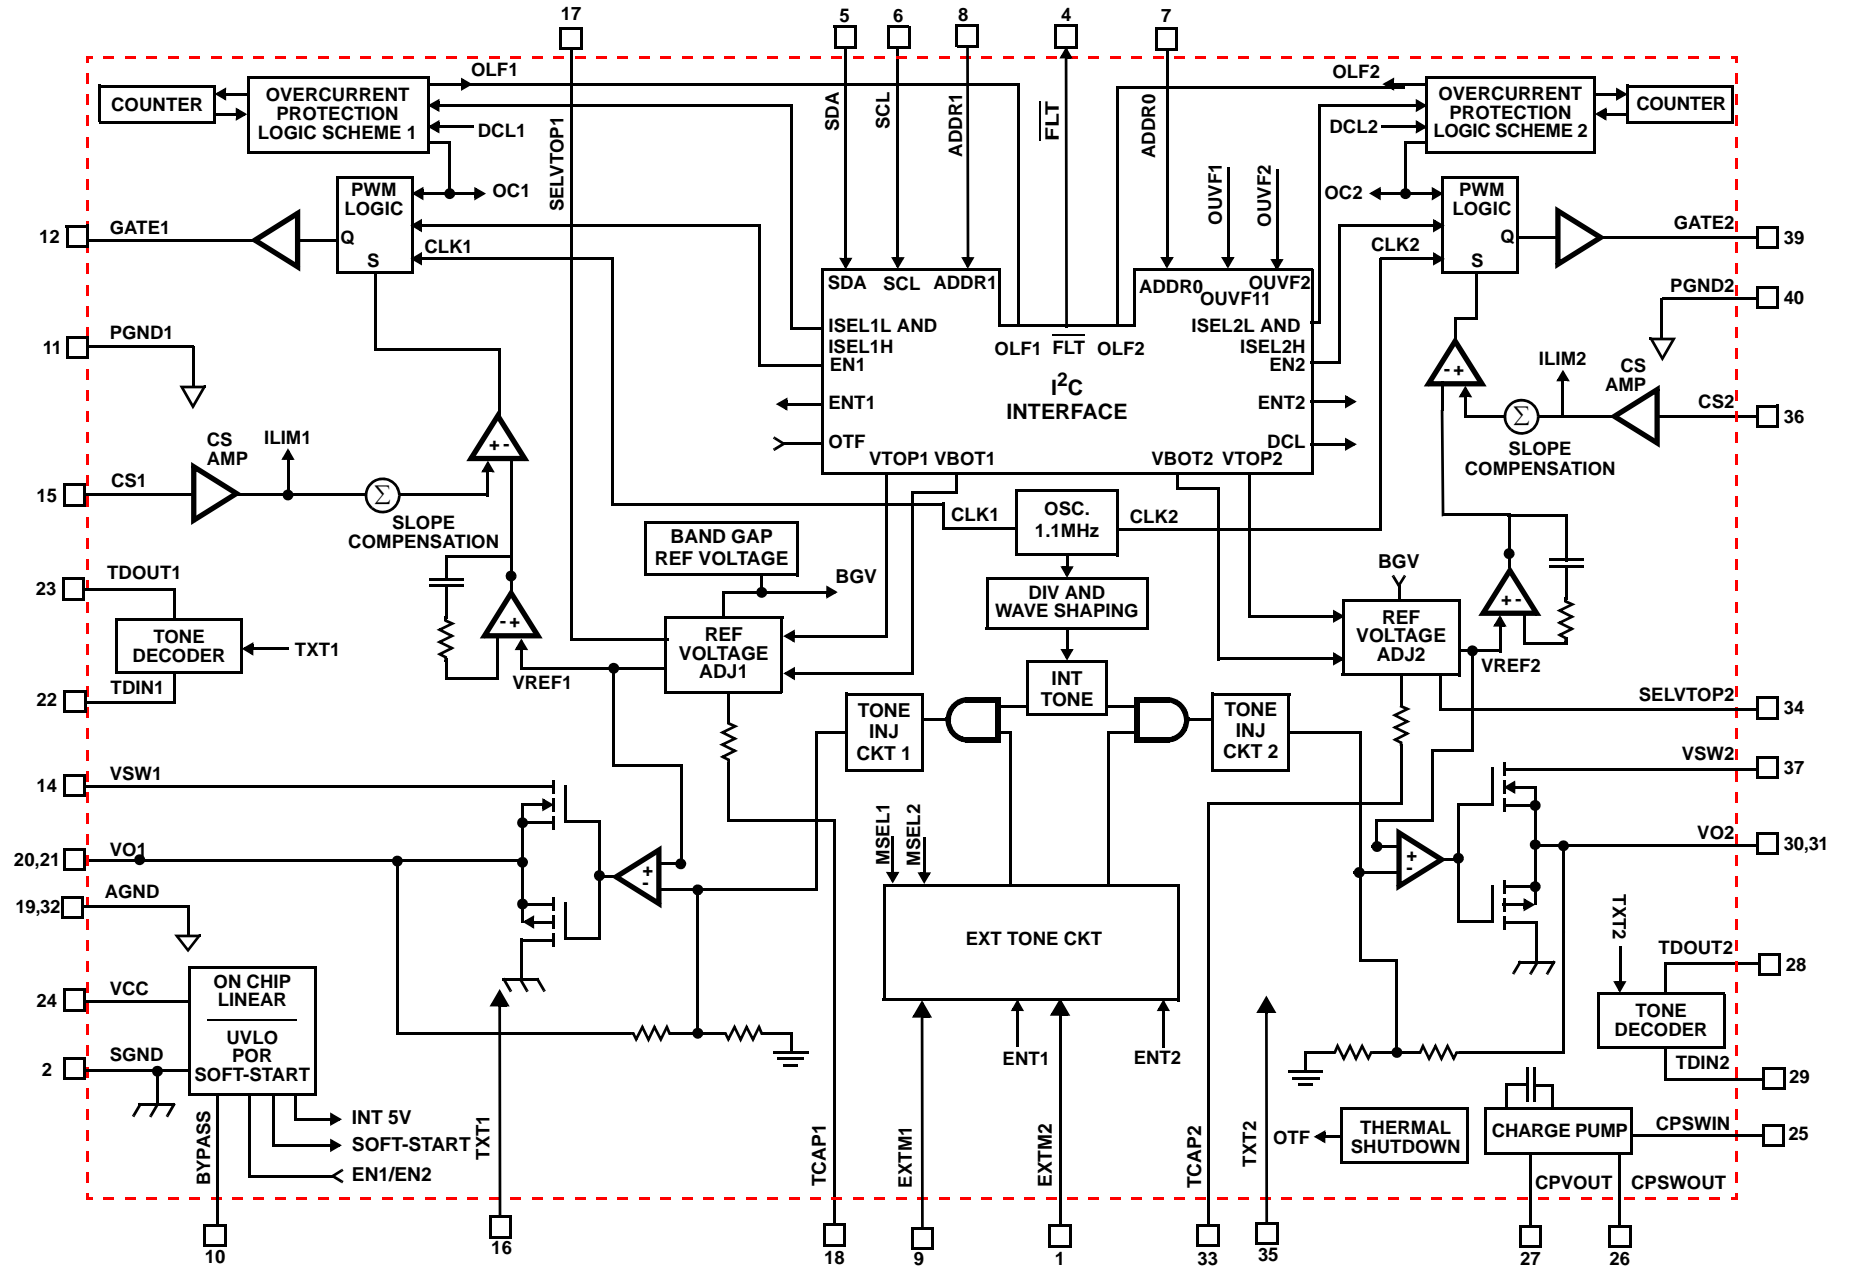 17
5
6
8
4
7
OLF1
OLF2
COUNTER
OVERCURRENT
PROTECTION
LOGIC SCHEME 1
DCL1
SELVTOP1
SDA
SCL
ADDR1
FLT
ADDR0
OUVF1
OUVF2
DCL2
OVERCURRENT
PROTECTION
LOGIC SCHEME 2
COUNTER
PWM
LOGIC
Q
S
OC1
CLK1
OC2
CLK2
PWM
LOGIC
Q
S
12
GATE1
GATE2
39
PGND2
40
11
PGND1
SDA
SCL
ADDR1
ADDR0
OUVF11
OUVF2
ISEL1L AND
ISEL1H
EN1
ENT1
OTF
VTOP1
VBOT1
OLF1
FLT
OLF2
I2C
INTERFACE
ISEL2L AND
ISEL2H
EN2
ENT2
DCL
VBOT2
VTOP2
- +
ILIM2
CS
AMP
CS2
36
Σ
SLOPE
COMPENSATION
CS
AMP
ILIM1
15
CS1
Σ
SLOPE
COMPENSATION
+ -
CLK1
OSC.
1.1MHz
CLK2
BAND GAP
REF VOLTAGE
BGV
DIV AND
WAVE SHAPING
BGV
23
TDOUT1
TONE
DECODER
TXT1
22
TDIN1
- +
VREF1
REF
VOLTAGE
ADJ1
INT
TONE
REF
VOLTAGE
ADJ2
+ -
VREF2
SELVTOP2
34
TONE
INJ
CKT 1
TONE
INJ
CKT 2
14
VSW1
VSW2
37
20,21
VO1
+
-
MSEL1
MSEL2
+
-
VO2
30,31
19,32
AGND
EXT TONE CKT
TXT2
TDOUT2
28
24
VCC
ON CHIP
LINEAR
UVLO
POR
SOFT-START
TONE
DECODER
2
SGND
ENT1
ENT2
TDIN2
29
INT 5V
SOFT-START
EN1/EN2
BYPASS
TXT1
TCAP1
EXTM1
EXTM2
TCAP2
TXT2
OTF
THERMAL
SHUTDOWN
CHARGE PUMP
CPSWIN
25
CPVOUT
CPSWOUT
10
16
18
9
1
33
35
27
26